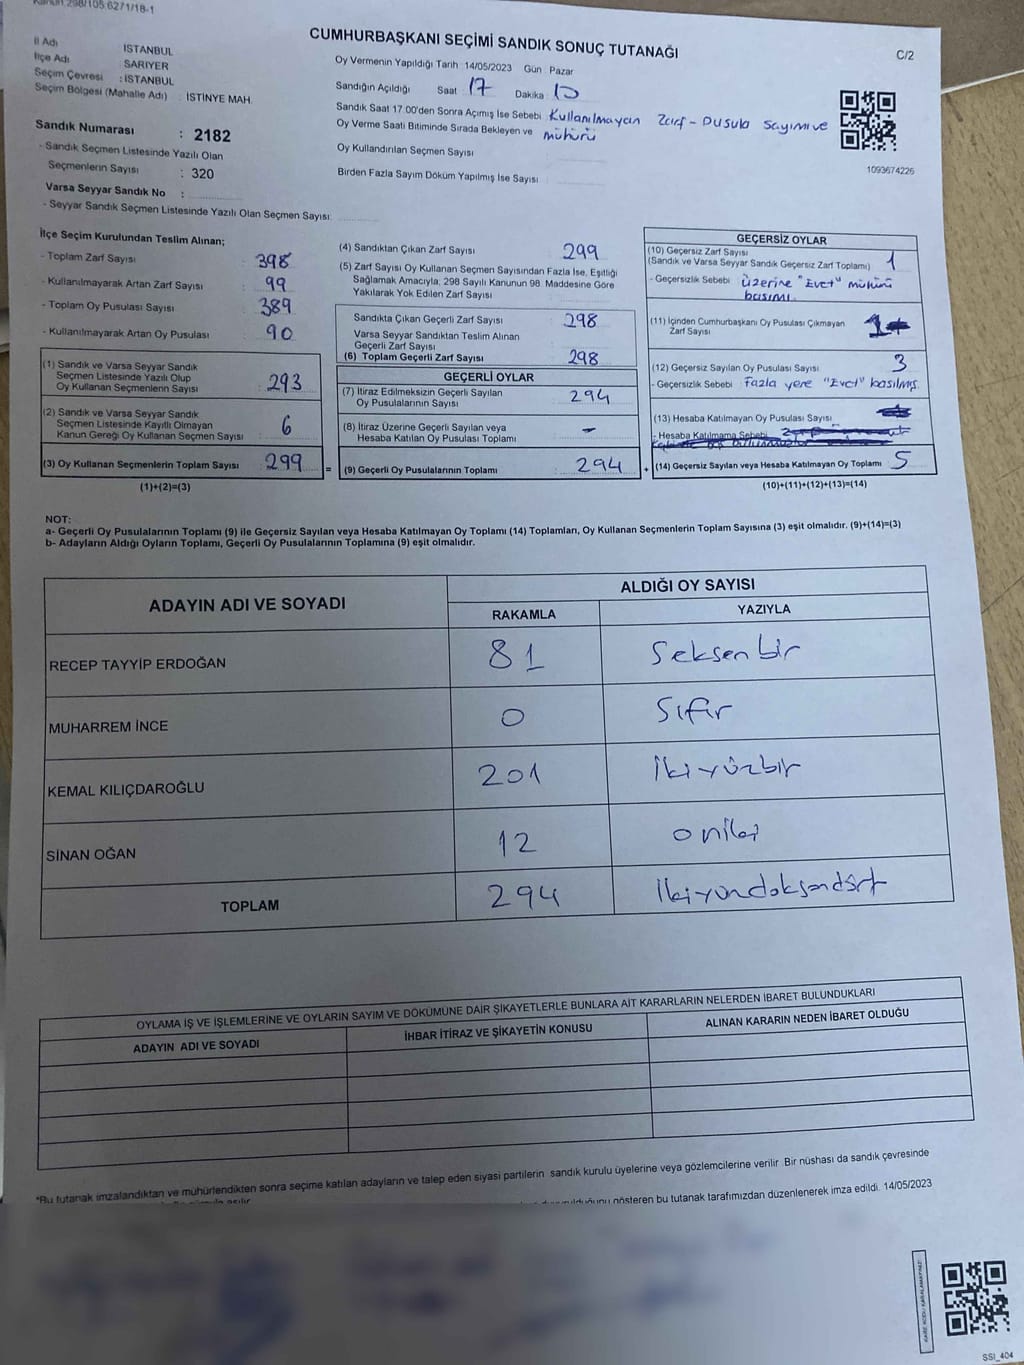 Kanun:298/105:6271/18-1
CUMHURBAŞKANI SEÇİMİ SANDIK SONUÇ TUTANAĞI
C/2
İl Adı : İSTANBUL
İlçe Adı : SARIYER
Seçim Çevresi : İSTANBUL
Seçim Bölgesi (Mahalle Adı) : İSTİNYE MAH.
Sandık Numarası : 2182
- Sandık Seçmen Listesinde Yazılı Olan
Seçmenlerin Sayısı : 320
Varsa Seyyar Sandık No :
- Seyyar Sandık Seçmen Listesinde Yazılı Olan Seçmen Sayısı:
Oy Vermenin Yapıldığı Tarih 14/05/2023 Gün Pazar
Sandığın Açıldığı Saat 17 Dakika 10
Sandık Saat 17.00'den Sonra Açımış İse Sebebi Kullanılmayan Zarf-Pusula sayımı ve
Oy Verme Saati Bitiminde Sırada Bekleyen ve mühürü
Oy Kullandırılan Seçmen Sayısı
Birden Fazla Sayım Döküm Yapılmış İse Sayısı
1093674226
İlçe Seçim Kurulundan Teslim Alınan;
- Toplam Zarf Sayısı : 398
- Kullanılmayarak Artan Zarf Sayısı : 99
- Toplam Oy Pusulası Sayısı : 389
- Kullanılmayarak Artan Oy Pusulası : 90
(1) Sandık ve Varsa Seyyar Sandık
Seçmen Listesinde Yazılı Olup
Oy Kullanan Seçmenlerın Sayısı : 293
(2) Sandık ve Varsa Seyyar Sandık
Seçmen Listesinde Kayıtlı Olmayan
Kanun Gereği Oy Kullanan Seçmen Sayısı : 6
(3) Oy Kullanan Seçmenlerin Toplam Sayısı : 299 =
(1)+(2)=(3)
(4) Sandıktan Çıkan Zarf Sayısı 299
(5) Zarf Sayısı Oy Kullanan Seçmen Sayısından Fazla İse, Eşitliği
Sağlamak Amacıyla, 298 Sayılı Kanunun 98. Maddesine Göre
Yakılarak Yok Edilen Zarf Sayısı
Sandıkta Çıkan Geçerli Zarf Sayısı : 298
Varsa Seyyar Sandıktan Teslim Alınan
Geçerli Zarf Sayısı
(6) Toplam Geçerli Zarf Sayısı : 298
GEÇERLİ OYLAR
(7) İtiraz Edilmeksizin Geçerli Sayılan
Oy Pusulalarının Sayısı : 294
(8) İtiraz Üzerine Geçerli Sayılan veya
Hesaba Katılan Oy Pusulası Toplamı : -
(9) Geçerli Oy Pusulalarının Toplamı : 294 +
GEÇERSİZ OYLAR
(10) Geçersiz Zarf Sayısı
(Sandık ve Varsa Seyyar Sandık Geçersiz Zarf Toplamı) 1
- Geçersizlik Sebebi üzerine "Evet" mühürü
basımı.
(11) İçinden Cumhurbaşkanı Oy Pusulası Çıkmayan
Zarf Sayısı 1
(12) Geçersiz Sayılan Oy Pusulası Sayısı 3
- Geçersizlik Sebebi Fazla yere "Evet" basılmış
(13) Hesaba Katılmayan Oy Pusulası Sayısı
- Hesaba Katılmama Sebebi
(14) Geçersiz Sayılan veya Hesaba Katılmayan Oy Toplamı 5
(10)+(11)+(12)+(13)=(14)
NOT:
a- Geçerli Oy Pusulalarının Toplamı (9) ile Geçersiz Sayılan veya Hesaba Katılmayan Oy Toplamı (14) Toplamları, Oy Kullanan Seçmenlerin Toplam Sayısına (3) eşit olmalıdır. (9)+(14)=(3)
b- Adayların Aldığı Oyların Toplamı, Geçerli Oy Pusulalarının Toplamına (9) eşit olmalıdır.
ADAYIN ADI VE SOYADI
ALDIĞI OY SAYISI
RAKAMLA YAZIYLA
RECEP TAYYİP ERDOĞAN 81 Seksen bir
MUHARREM İNCE 0 Sıfır
KEMAL KILIÇDAROĞLU 201 İkiyüzbir
SİNAN OĞAN 12 oniki
TOPLAM 294 İkiyüzdoksandört
OYLAMA İŞ VE İŞLEMLERİNE VE OYLARIN SAYIM VE DÖKÜMÜNE DAİR ŞİKAYETLERLE BUNLARA AİT KARARLARIN NELERDEN İBARET BULUNDUKLARI
ADAYIN ADI VE SOYADI İHBAR İTİRAZ VE ŞİKAYETİN KONUSU ALINAN KARARIN NEDEN İBARET OLDUĞU
*Bu tutanak imzalandıktan ve mühürlendikten sonra seçime katılan adayların ve talep eden siyasi partilerin sandık kurulu üyelerine veya gözlemcilerine verilir. Bir nüshası da sandık çevresinde
gösteren bu tutanak tarafımızdan düzenlenerek imza edildi. 14/05/2023
SSI_404